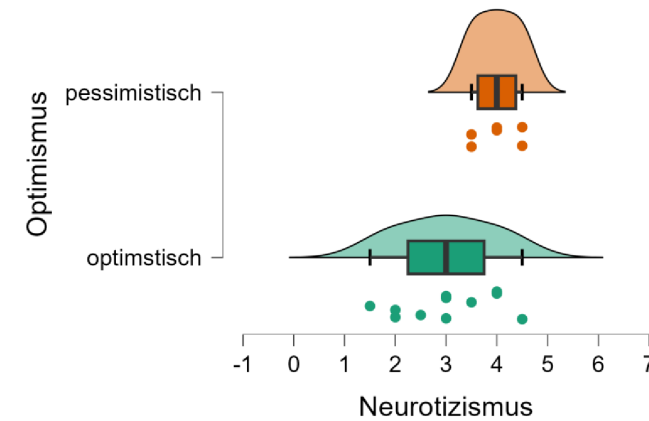 Optimismus
pessimistisch
optimstisch
-1 0 1 2 3 4 5 6 7
Neurotizismus